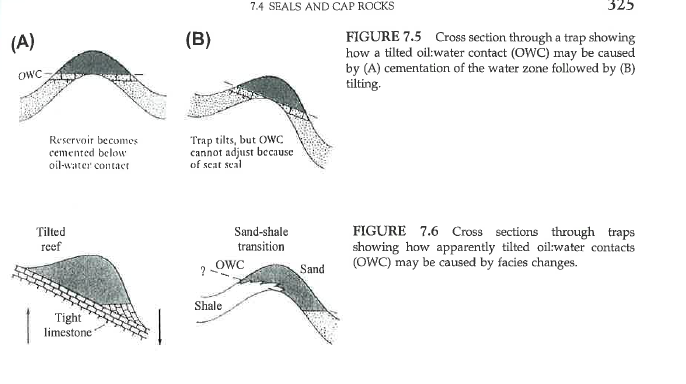 7.4 SEALS AND CAP ROCKS
325
(A)
OWC
Reservoir becomes
cemented below
oil-water contact
(B)
Trap tilts, but OWC
cannot adjust because
of seat seal
FIGURE 7.5 Cross section through a trap showing
how a tilted oil:water contact (OWC) may be caused
by (A) cementation of the water zone followed by (B)
tilting.
Tilted
reef
Tight
limestone
Sand-shale
transition
? OWC
Sand
Shale
FIGURE 7.6 Cross sections through traps
showing how apparently tilted oil:water contacts
(OWC) may be caused by facies changes.